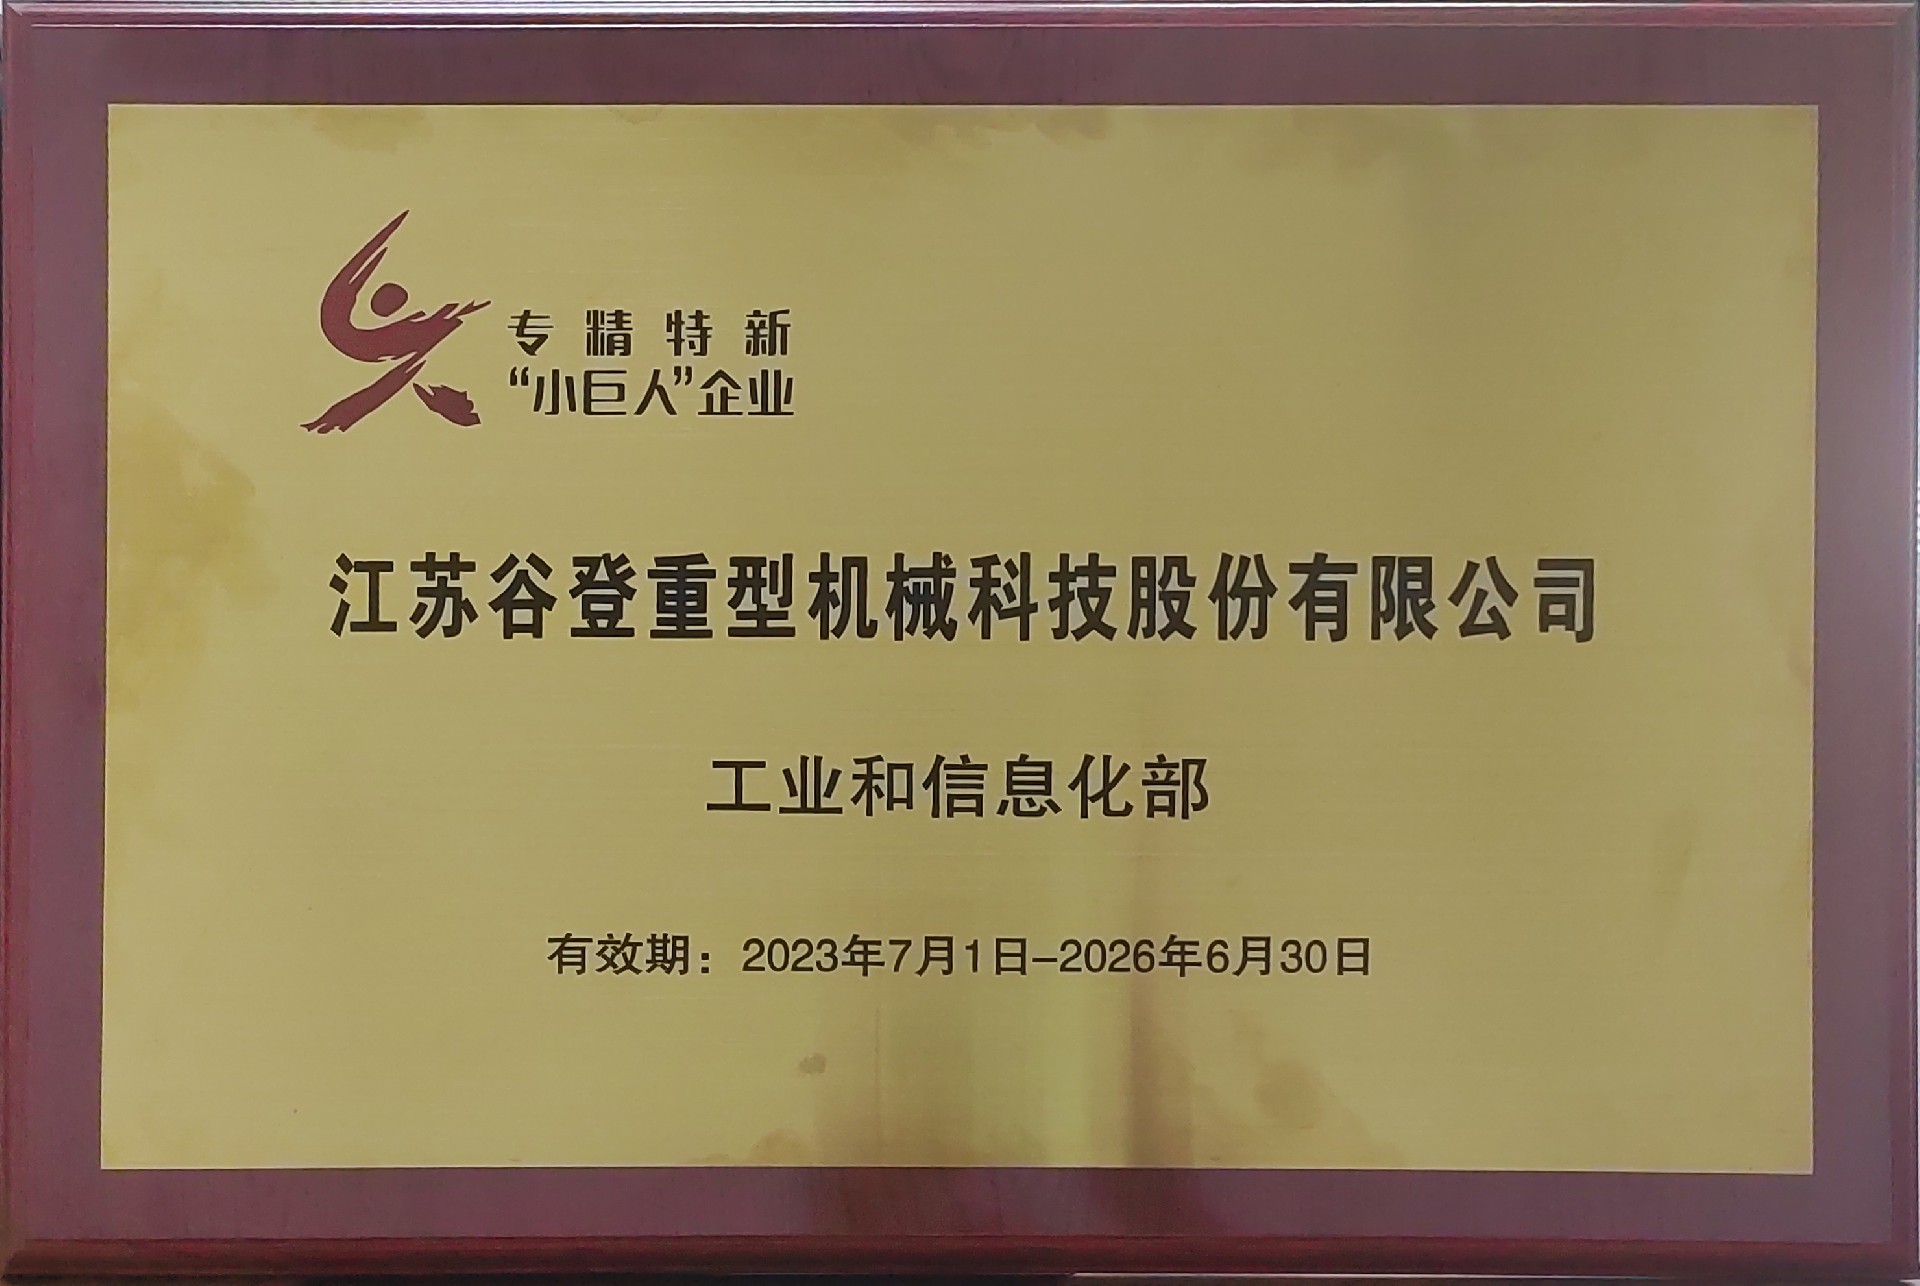 专精特新
“小巨人”企业
江苏谷登重型机械科技股份有限公司
工业和信息化部
有效期：2023年7月1日–2026年6月30日